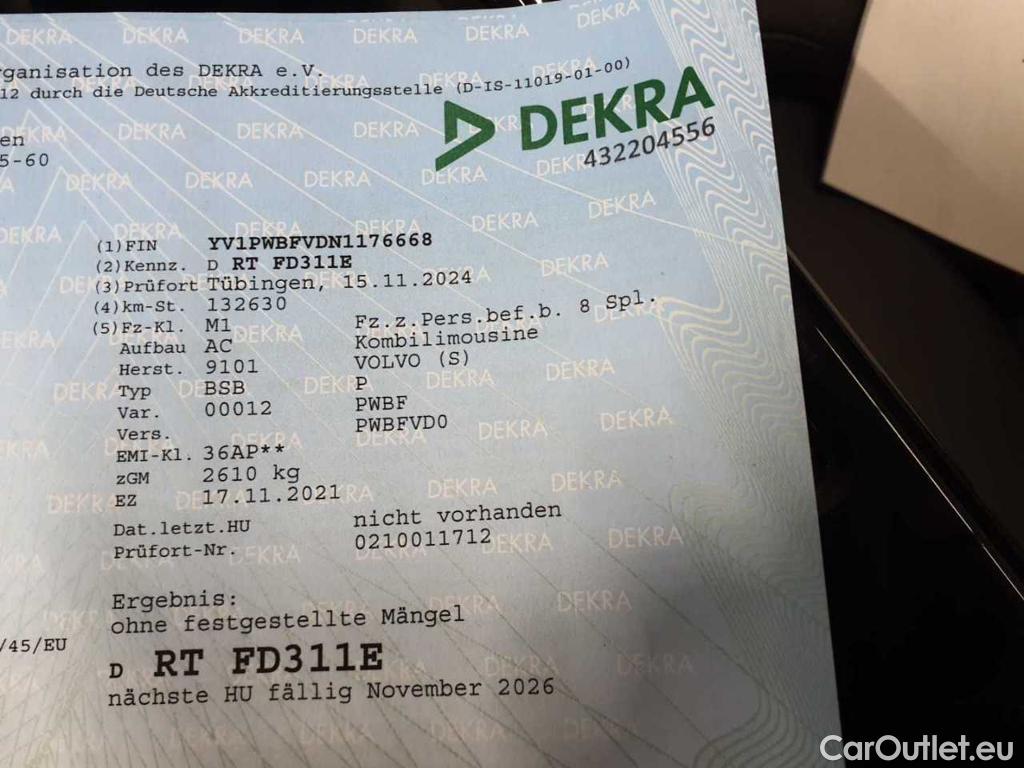 rganisation des DEKRA e.V.
12 durch die Deutsche Akkreditierungsstelle (D-IS-11019-01-00)
DEKRA
432204556
en
5-60
(1)FIN YV1PWBFVDN1176668
(2)Kennz. D RT FD311E
(3)Prüfort Tübingen, 15.11.2024
(4)km-St. 132630
(5)Fz-Kl. M1 Fz.z.Pers.bef.b. 8 Spl.
Aufbau AC Kombilimousine
Herst. 9101 VOLVO (S)
Typ BSB P
Var. 00012 PWBF
Vers. PWBFVD0
EMI-Kl. 36AP**
zGM 2610 kg
EZ 17.11.2021
Dat.letzt.HU nicht vorhanden
Prüfort-Nr. 0210011712
Ergebnis:
ohne festgestellte Mängel
/45/EU
D RT FD311E
nächste HU fällig November 2026
CarOutlet.eu